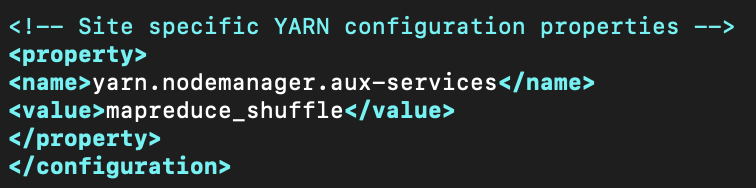 <!-- Site specific YARN configuration properties -->
<property>
<name>yarn.nodemanager.aux-services</name>
<value>mapreduce_shuffle</value>
</property>
</configuration>